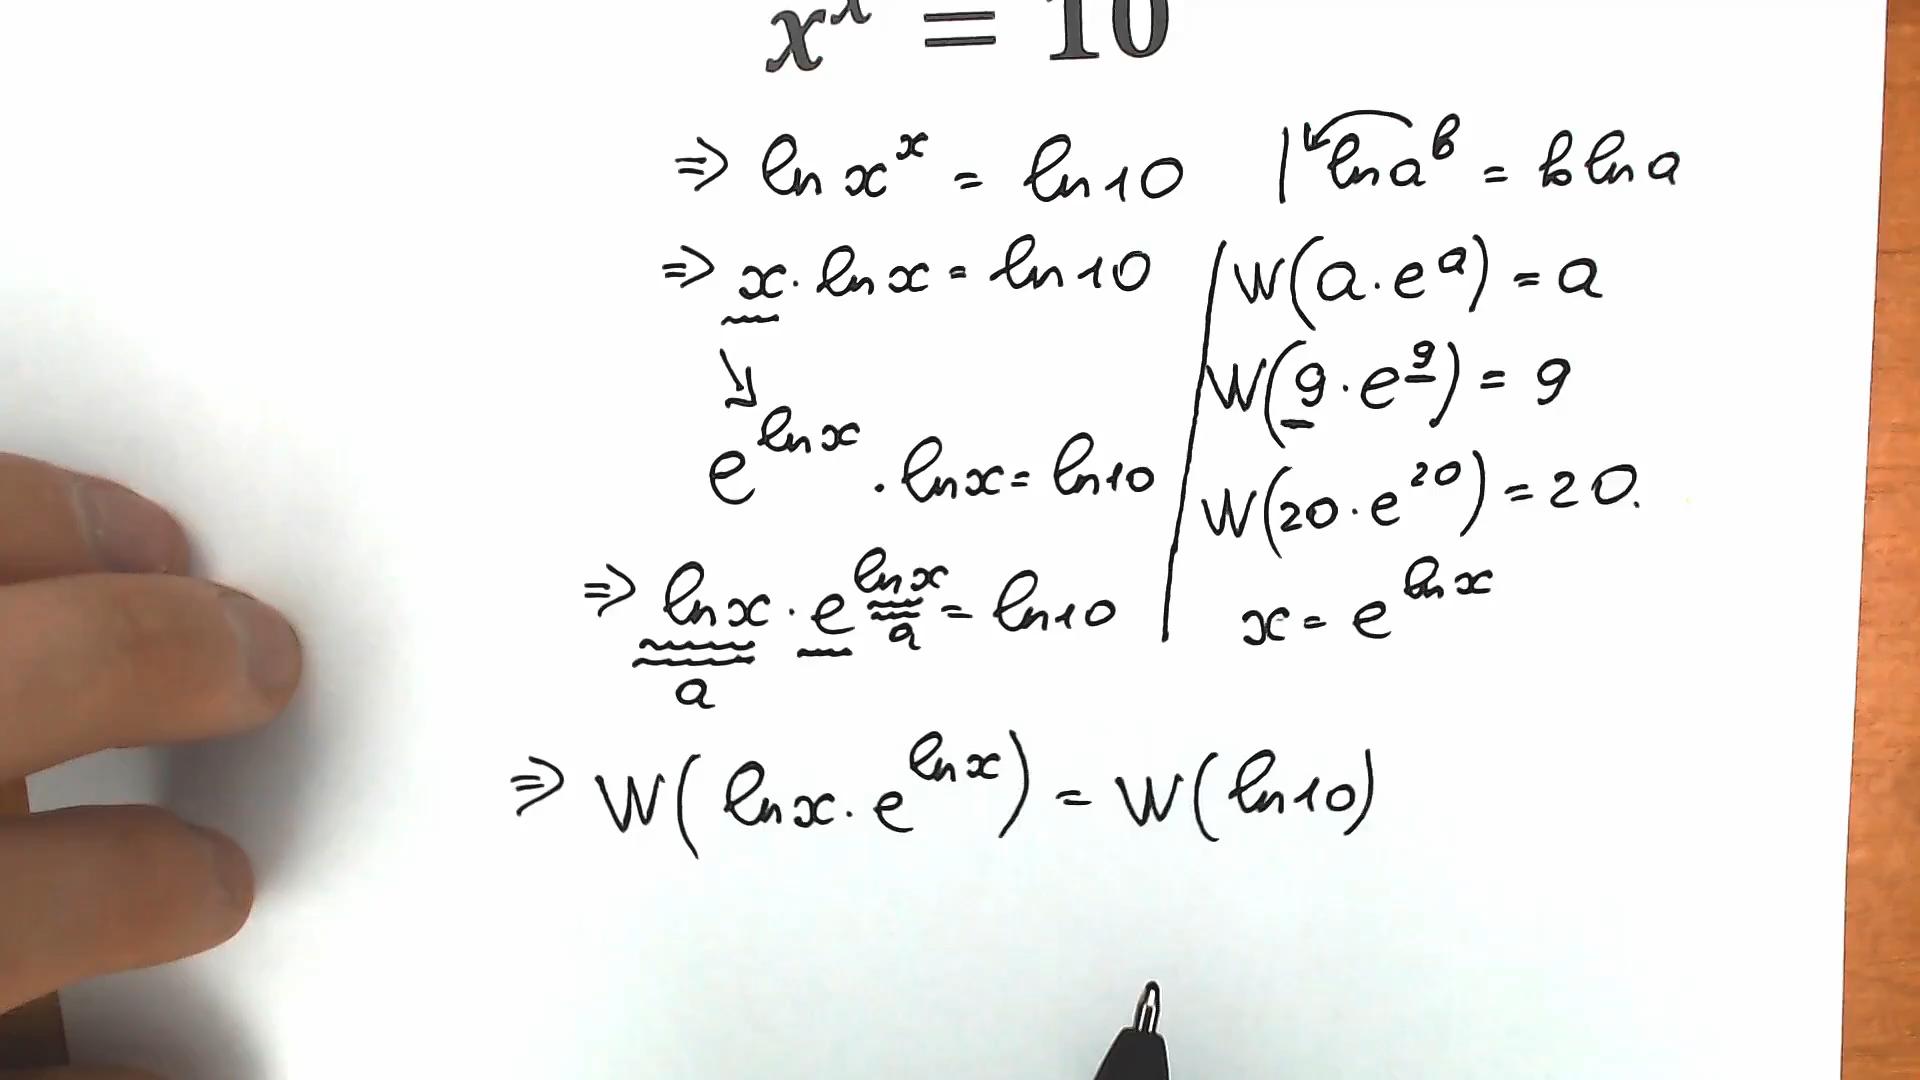 x^x = 10
⇒ ln x^x = ln 10 | ln a^b = b ln a
⇒ x · ln x = ln 10
W(a · e^a) = a
W(9 · e^9) = 9
e^ln x · ln x = ln 10
W(20 · e^20) = 20.
⇒ ln x · e^ln x = ln 10
a a
x = e^ln x
⇒ W(ln x · e^ln x) = W(ln 10)